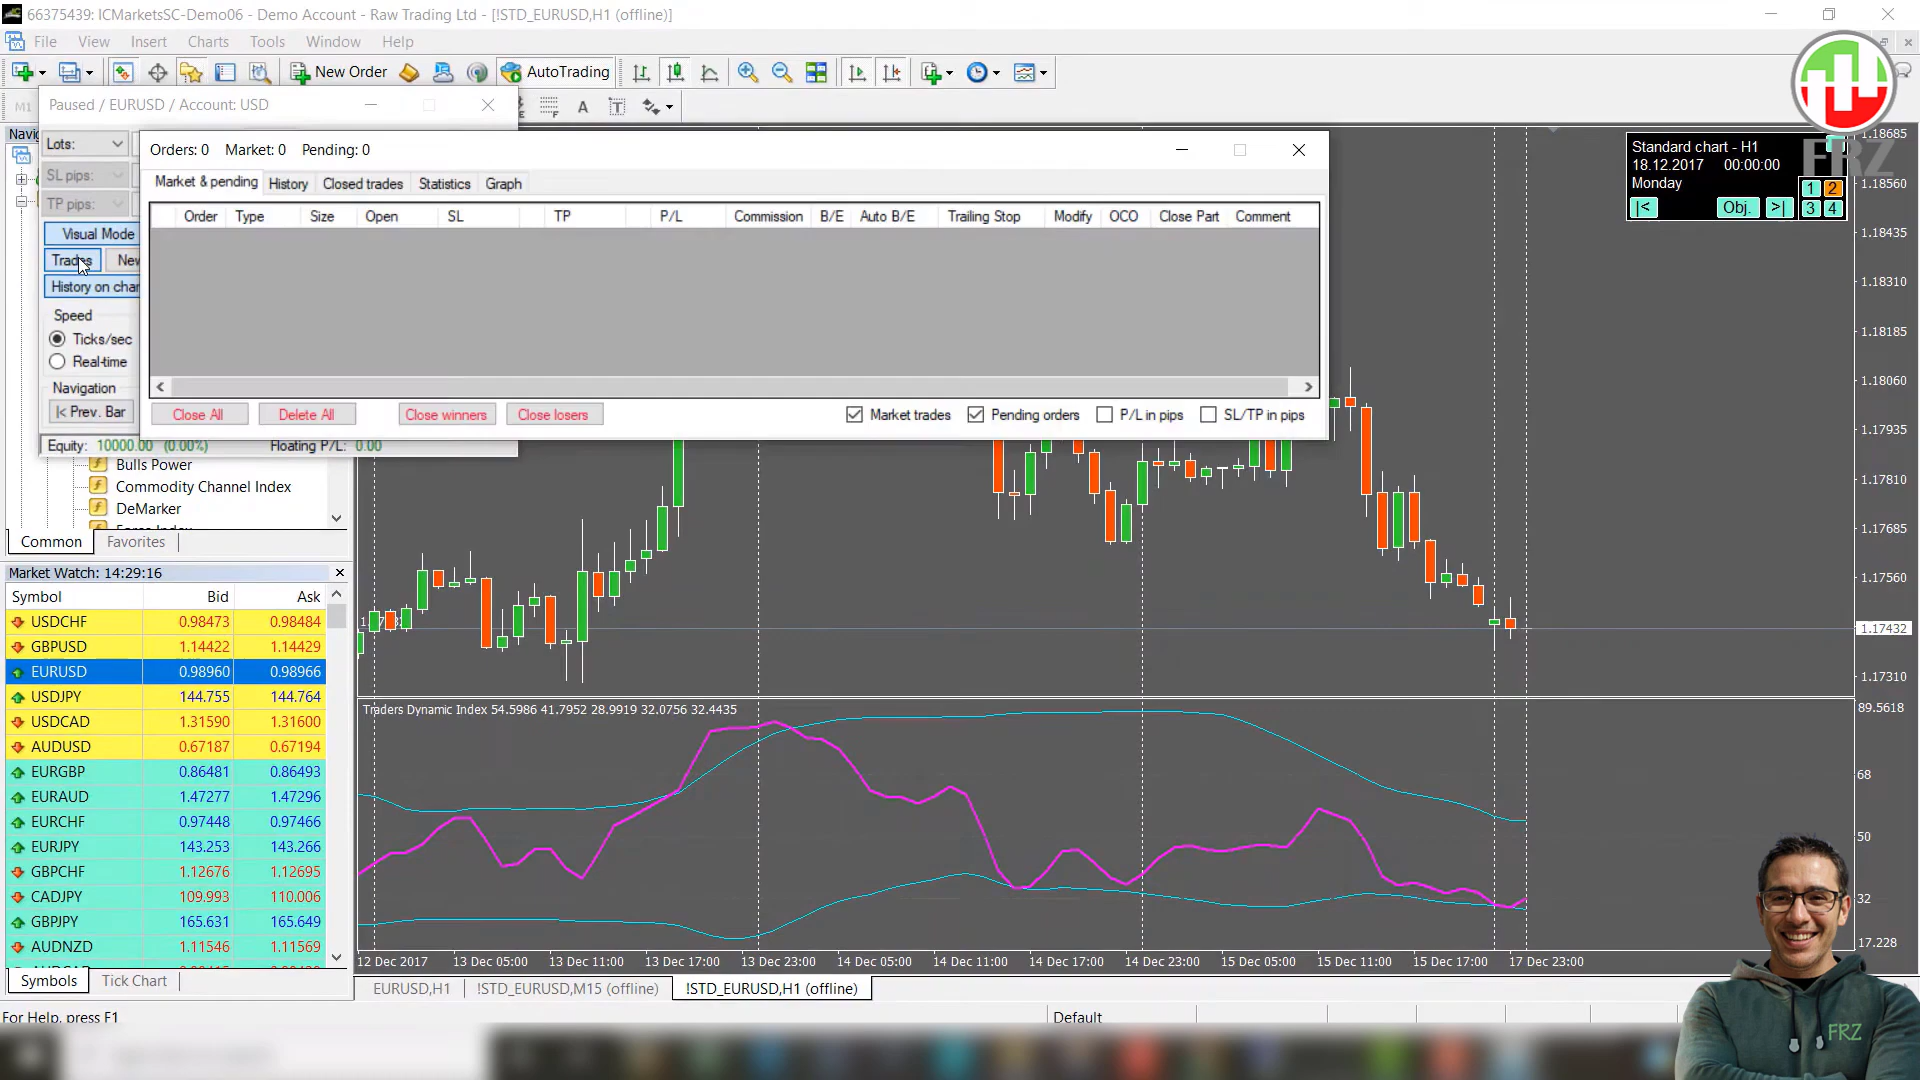 66375439: ICMarketsSC-Demo06 - Demo Account - Raw Trading Ltd - [!STD_EURUSD,H1 (offline)]
File View Insert Charts Tools Window Help
New Order AutoTrading
M1
Paused / EURUSD / Account: USD
A T
Lots:
SL pips:
TP pips:
Visual Mode
Trades New
History on char
Speed
Ticks/sec
Real-time
Navigation
|< Prev. Bar
Equity: 10000.00 (0.00%) Floating P/L: 0.00
Orders: 0 Market: 0 Pending: 0
Market & pending History Closed trades Statistics Graph
Order Type Size Open SL TP P/L Commission B/E Auto B/E Trailing Stop Modify OCO Close Part Comment
Close All Delete All Close winners Close losers Market trades Pending orders P/L in pips SL/TP in pips
Standard chart - H1
18.12.2017 00:00:00
Monday
|< Obj. >| 1 2 3 4
FRZ
Bulls Power
Commodity Channel Index
DeMarker
Common Favorites
Market Watch: 14:29:16
Symbol Bid Ask
USDCHF 0.98473 0.98484
GBPUSD 1.14422 1.14429
EURUSD 0.98960 0.98966
USDJPY 144.755 144.764
USDCAD 1.31590 1.31600
AUDUSD 0.67187 0.67194
EURGBP 0.86481 0.86493
EURAUD 1.47277 1.47296
EURCHF 0.97448 0.97466
EURJPY 143.253 143.266
GBPCHF 1.12676 1.12695
CADJPY 109.993 110.006
GBPJPY 165.631 165.649
AUDNZD 1.11546 1.11569
Symbols Tick Chart
1.18685
1.18560
1.18435
1.18310
1.18185
1.18060
1.17935
1.17810
1.17685
1.17560
1.17432
1.17310
Traders Dynamic Index 54.5986 41.7952 28.9919 32.0756 32.4435
89.5618
68
50
32
17.228
12 Dec 2017 13 Dec 05:00 13 Dec 11:00 13 Dec 17:00 13 Dec 23:00 14 Dec 05:00 14 Dec 11:00 14 Dec 17:00 14 Dec 23:00 15 Dec 05:00 15 Dec 11:00 15 Dec 17:00 17 Dec 23:00
EURUSD,H1 !STD_EURUSD,M15 (offline) !STD_EURUSD,H1 (offline)
For Help, press F1 Default
FRZ